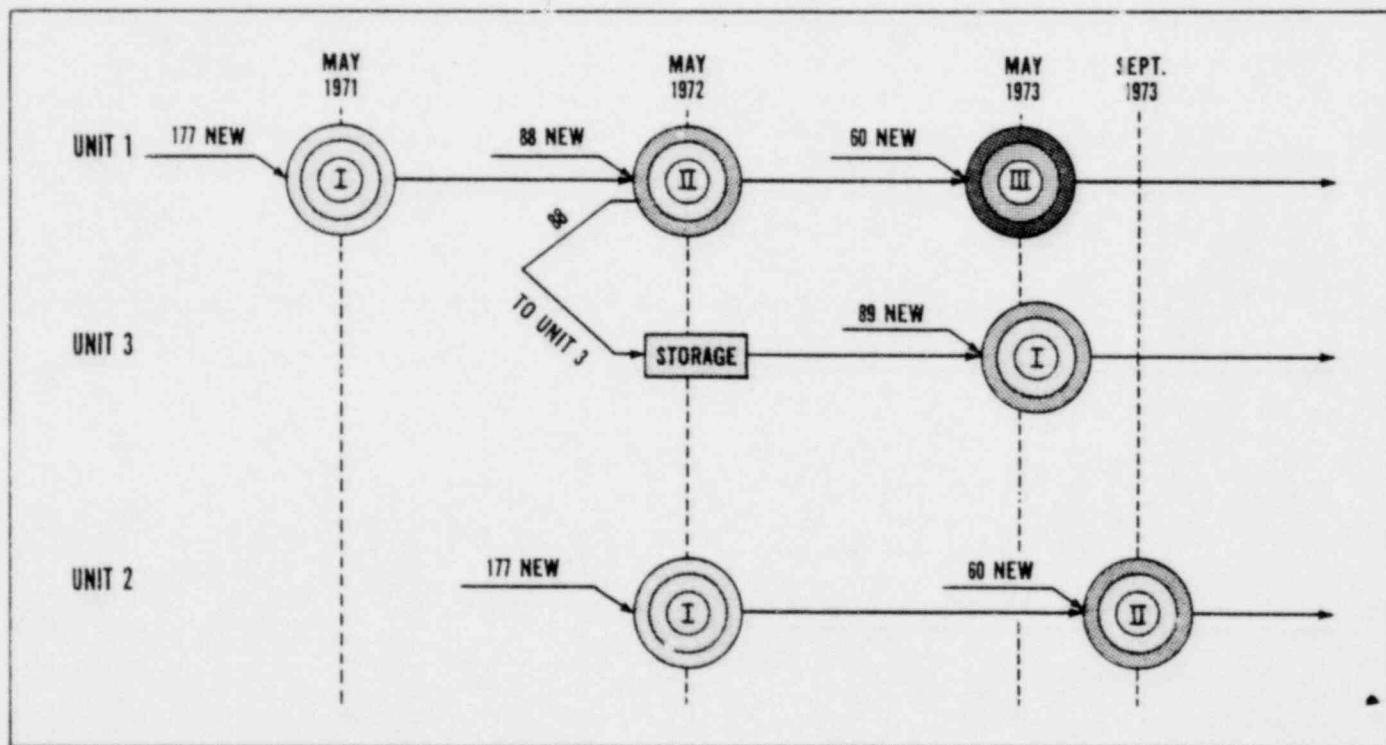 MAY
1971
MAY
1972
MAY
1973
SEPT.
1973
UNIT 1
177 NEW
I
88 NEW
II
60 NEW
III
88
TO UNIT 3
UNIT 3
STORAGE
89 NEW
I
UNIT 2
177 NEW
I
60 NEW
II